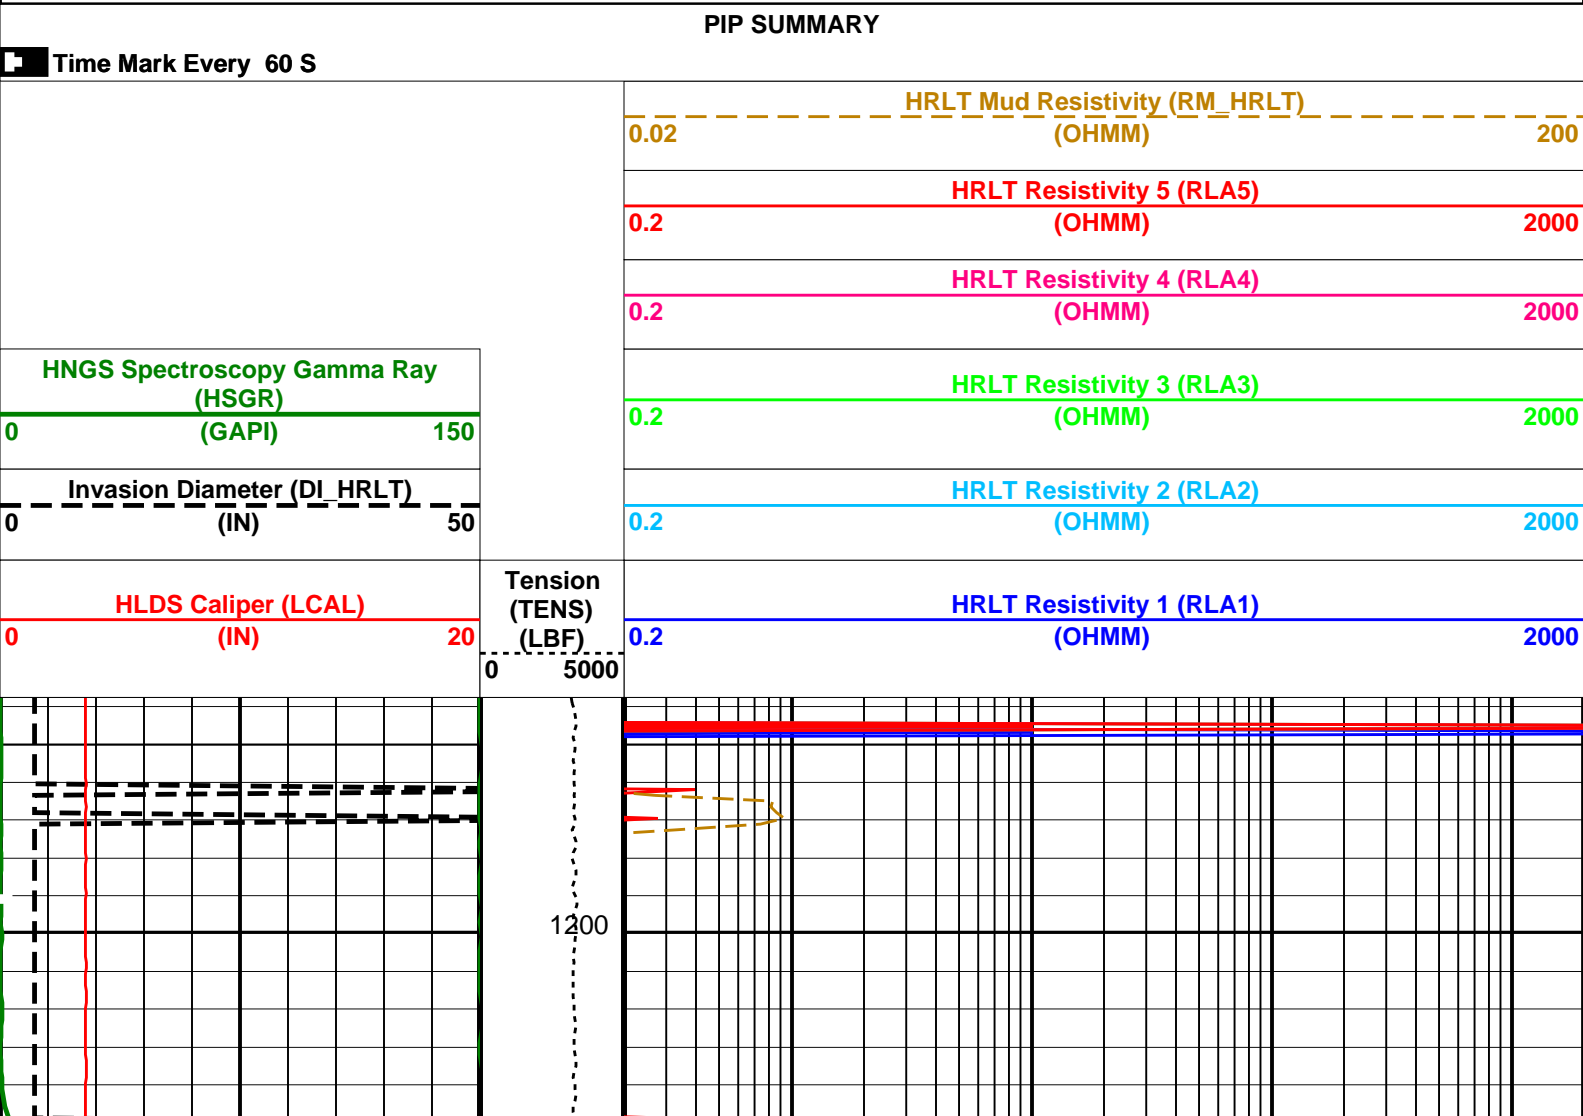 PIP SUMMARY
Time Mark Every 60 S
HRLT Mud Resistivity (RM_HRLT)
0.02 (OHMM) 200
HRLT Resistivity 5 (RLA5)
0.2 (OHMM) 2000
HRLT Resistivity 4 (RLA4)
0.2 (OHMM) 2000
HNGS Spectroscopy Gamma Ray
(HSGR)
0 (GAPI) 150
HRLT Resistivity 3 (RLA3)
0.2 (OHMM) 2000
Invasion Diameter (DI_HRLT)
0 (IN) 50
HRLT Resistivity 2 (RLA2)
0.2 (OHMM) 2000
HLDS Caliper (LCAL)
0 (IN) 20
Tension
(TENS)
(LBF)
0 5000
HRLT Resistivity 1 (RLA1)
0.2 (OHMM) 2000
1200